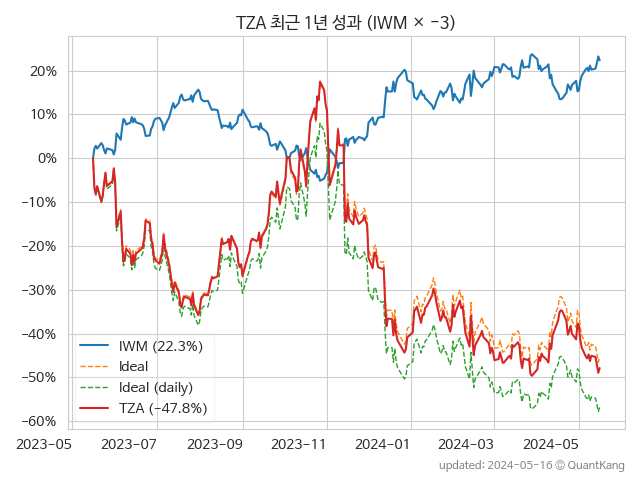 TZA 최근 1년 성과 (IWM × −3)
20%
10%
0%
−10%
−20%
−30%
−40%
−50%
−60%
IWM (22.3%)
Ideal
Ideal (daily)
TZA (−47.8%)
2023-05
2023-07
2023-09
2023-11
2024-01
2024-03
2024-05
updated: 2024-05-16 © QuantKang